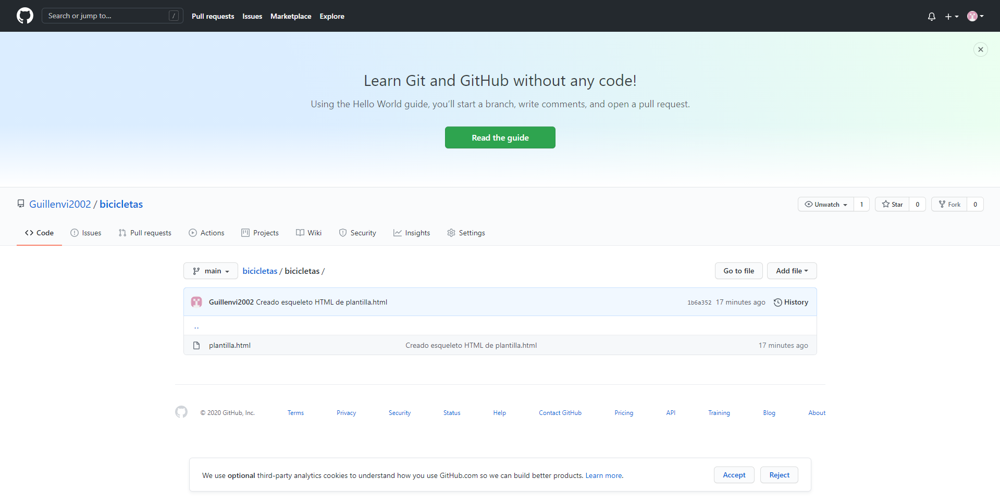 Search or jump to... /
Pull requests Issues Marketplace Explore
Learn Git and GitHub without any code!
Using the Hello World guide, you’ll start a branch, write comments, and open a pull request.
Read the guide
Guillenvi2002 / bicicletas
Unwatch 1 Star 0 Fork 0
Code Issues Pull requests Actions Projects Wiki Security Insights Settings
main bicicletas / bicicletas /
Go to file Add file
Guillenvi2002 Creado esqueleto HTML de plantilla.html 1b6a352 17 minutes ago History
..
plantilla.html Creado esqueleto HTML de plantilla.html 17 minutes ago
© 2020 GitHub, Inc. Terms Privacy Security Status Help Contact GitHub Pricing API Training Blog About
We use optional third-party analytics cookies to understand how you use GitHub.com so we can build better products. Learn more.
Accept Reject